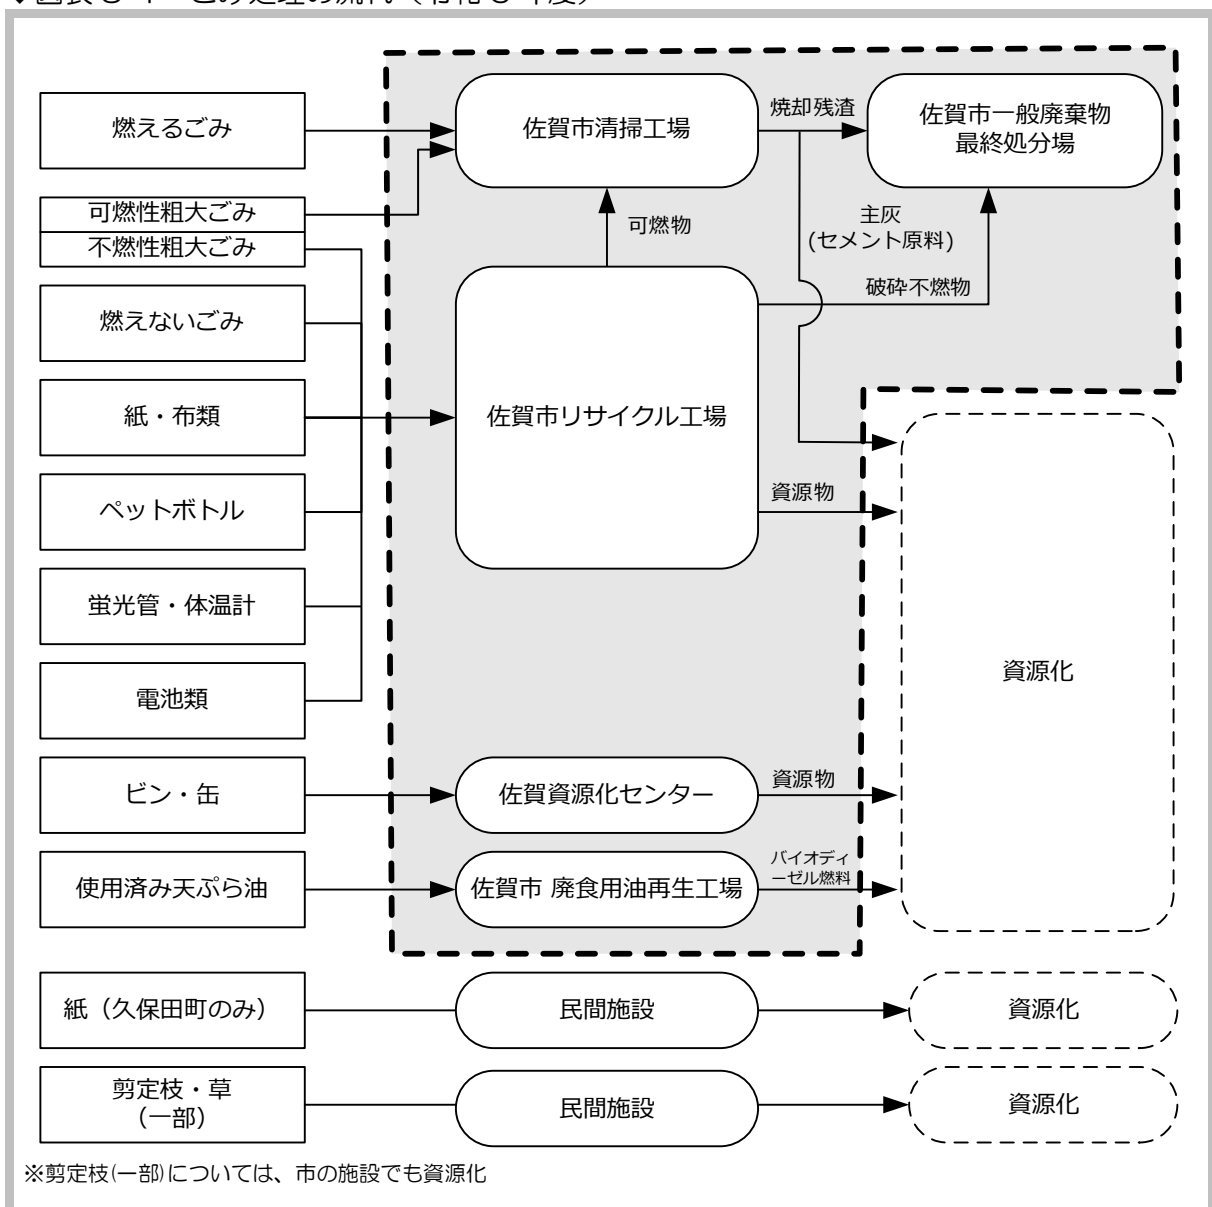 燃えるごみ
佐賀市清掃工場
焼却残渣
佐賀市一般廃棄物
最終処分場
可燃性粗大ごみ
不燃性粗大ごみ
可燃物
主灰
(セメント原料)
燃えないごみ
破砕不燃物
紙・布類
佐賀市リサイクル工場
ペットボトル
資源物
蛍光管・体温計
電池類
資源化
ビン・缶
佐賀資源化センター
資源物
使用済み天ぷら油
佐賀市 廃食用油再生工場
バイオディ
ーゼル燃料
紙（久保田町のみ）
民間施設
資源化
剪定枝・草
（一部）
民間施設
資源化
※剪定枝(一部)については、市の施設でも資源化